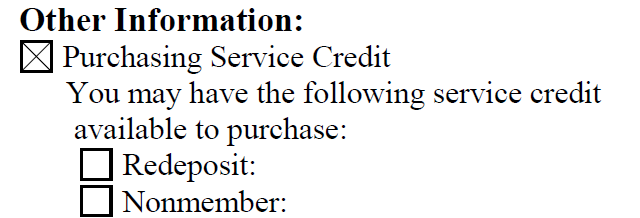 Other Information:
Purchasing Service Credit
You may have the following service credit
available to purchase:
Redeposit:
Nonmember: